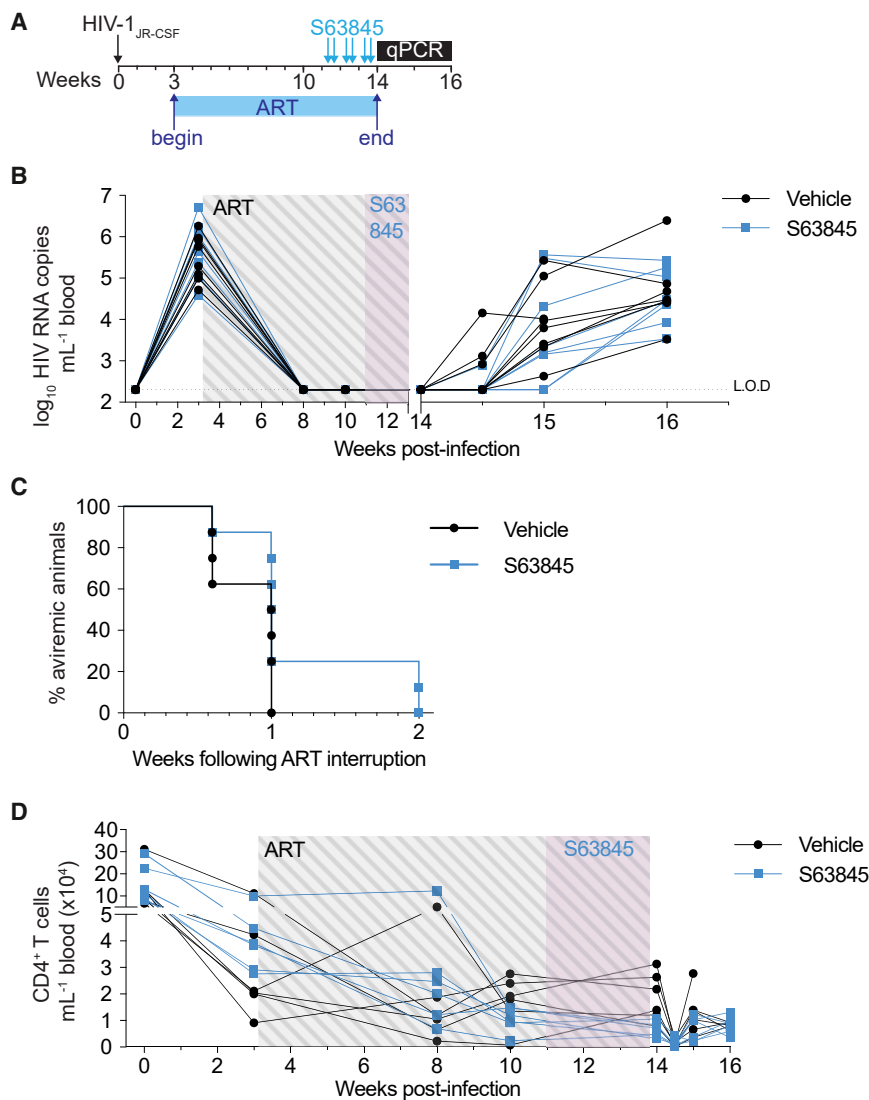 A
HIV-1JR-CSF
S63845
qPCR
Weeks
0 3 10 14 16
ART
begin end
B
log10 HIV RNA copies
mL-1 blood
7
6
5
4
3
2
ART
S63
845
Vehicle
S63845
L.O.D
0 2 4 6 8 10 12 14 15 16
Weeks post-infection
C
% aviremic animals
100
80
60
40
20
0
Vehicle
S63845
0 1 2
Weeks following ART interruption
D
CD4+ T cells
mL-1 blood (x104)
40
30
20
10
5
4
3
2
1
0
ART
S63845
Vehicle
S63845
0 2 4 6 8 10 12 14 16
Weeks post-infection